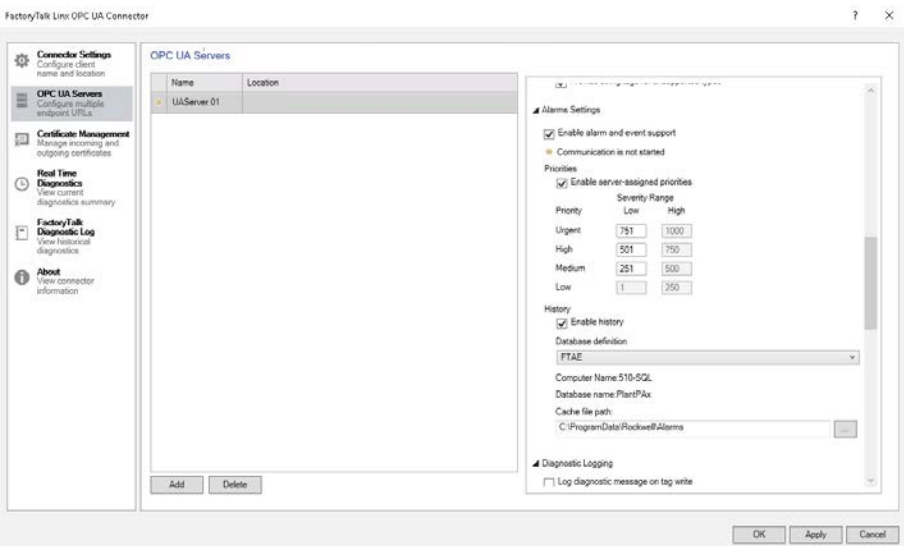 FactoryTalk Linx OPC UA Connector
?
Connector Settings
Configure client
name and location
OPC UA Servers
Configure multiple
endpoint URLs
Certificate Management
Manage incoming and
outgoing certificates
Real Time
Diagnostics
View current
diagnostics summary
FactoryTalk
Diagnostic Log
View historical
diagnostics
About
View connector
information
OPC UA Servers
Name Location
UAServer 01
Add Delete
Alarms Settings
Enable alarm and event support
Communication is not started
Priorities
Enable server-assigned priorities
Severity Range
Priority Low High
Urgent 751 1000
High 501 750
Medium 251 500
Low 1 250
History
Enable history
Database definition
FTAE
Computer Name:510-SQL
Database name:PlantPAx
Cache file path:
C:\ProgramData\Rockwell\Alarms
...
Diagnostic Logging
Log diagnostic message on tag write
OK Apply Cancel